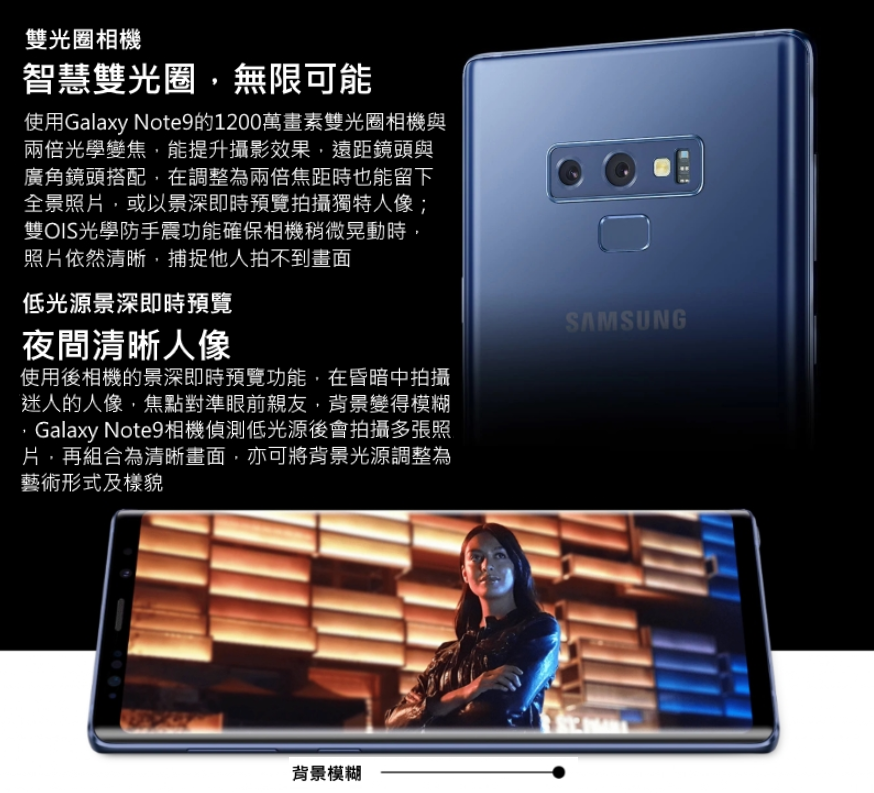 雙光圈相機
智慧雙光圈，無限可能
使用Galaxy Note9的1200萬畫素雙光圈相機與
兩倍光學變焦，能提升攝影效果，遠距鏡頭與
廣角鏡頭搭配，在調整為兩倍焦距時也能留下
全景照片，或以景深即時預覽拍攝獨特人像；
雙OIS光學防手震功能確保相機稍微晃動時，
照片依然清晰，捕捉他人拍不到畫面
SAMSUNG
低光源景深即時預覽
夜間清晰人像
使用後相機的景深即時預覽功能，在昏暗中拍攝
迷人的人像，焦點對準眼前親友，背景變得模糊
，Galaxy Note9相機偵測低光源後會拍攝多張照
片，再組合為清晰畫面，亦可將背景光源調整為
藝術形式及樣貌
背景模糊